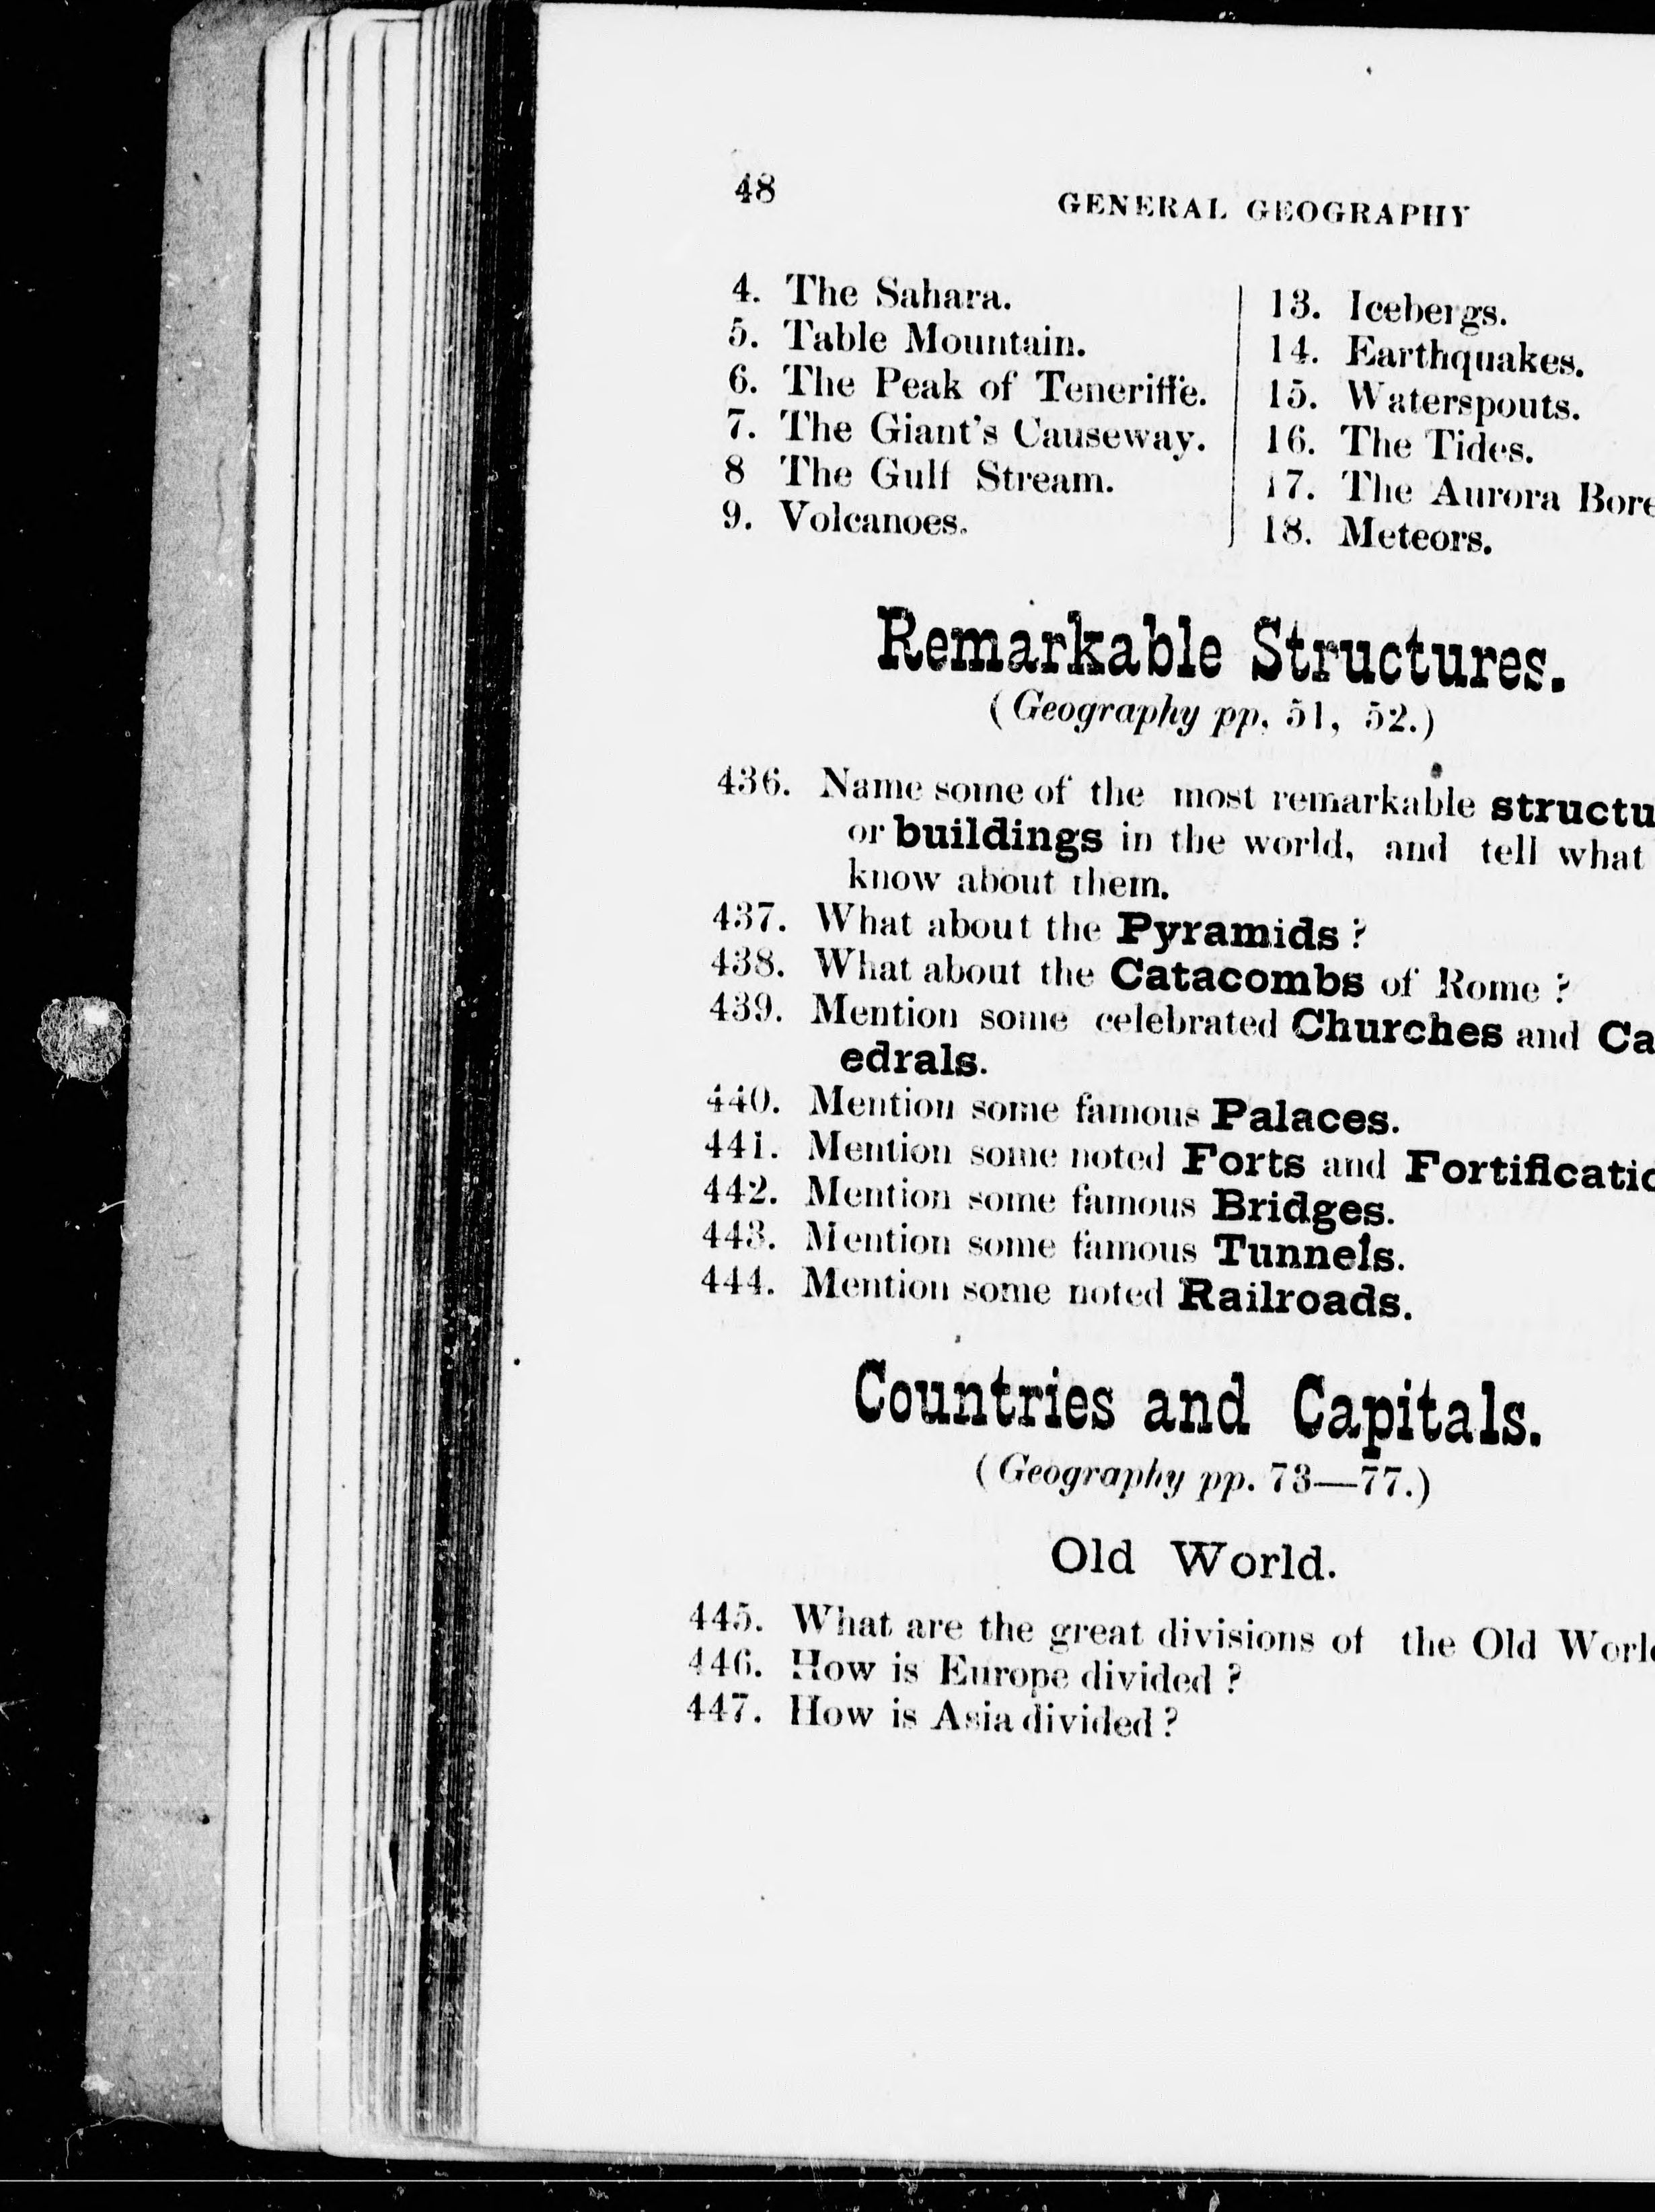 48
GENERAL GEOGRAPHY
4. The Sahara.
5. Table Mountain.
6. The Peak of Teneriffe.
7. The Giant's Causeway.
8 The Gulf Stream.
9. Volcanoes.
13. Icebergs.
14. Earthquakes.
15. Waterspouts.
16. The Tides.
17. The Aurora Bore
18. Meteors.
Remarkable Structures.
(Geography pp. 51, 52.)
436. Name some of the most remarkable structu
or buildings in the world, and tell what
know about them.
437. What about the Pyramids ?
438. What about the Catacombs of Rome ?
439. Mention some celebrated Churches and Ca
edrals.
440. Mention some famous Palaces.
441. Mention some noted Forts and Fortificatio
442. Mention some famous Bridges.
443. Mention some famous Tunnels.
444. Mention some noted Railroads.
Countries and Capitals.
(Geography pp. 73—77.)
Old World.
445. What are the great divisions of the Old Worl
446. How is Europe divided ?
447. How is Asia divided ?